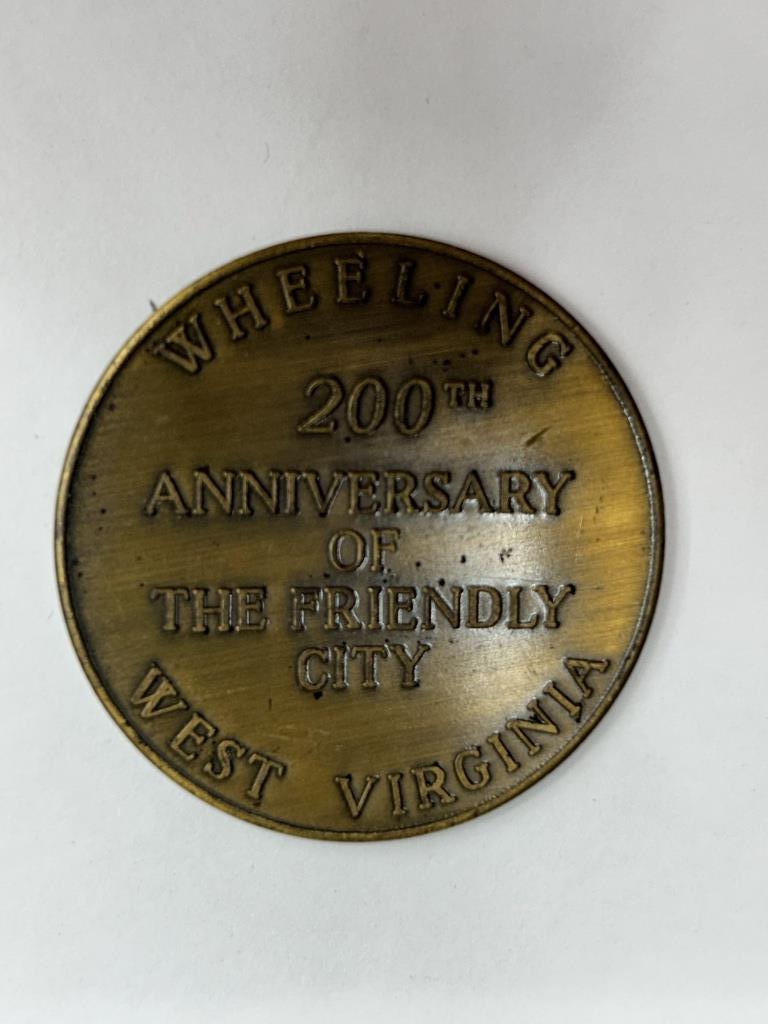 WHEELING
200TH
ANNIVERSARY
OF
THE FRIENDLY
CITY
WEST VIRGINIA